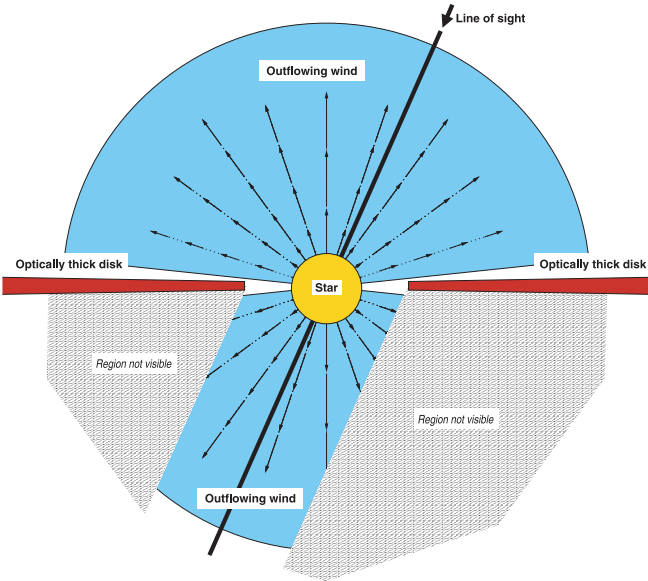 Line of sight
Outflowing wind
Optically thick disk
Optically thick disk
Star
Region not visible
Region not visible
Outflowing wind